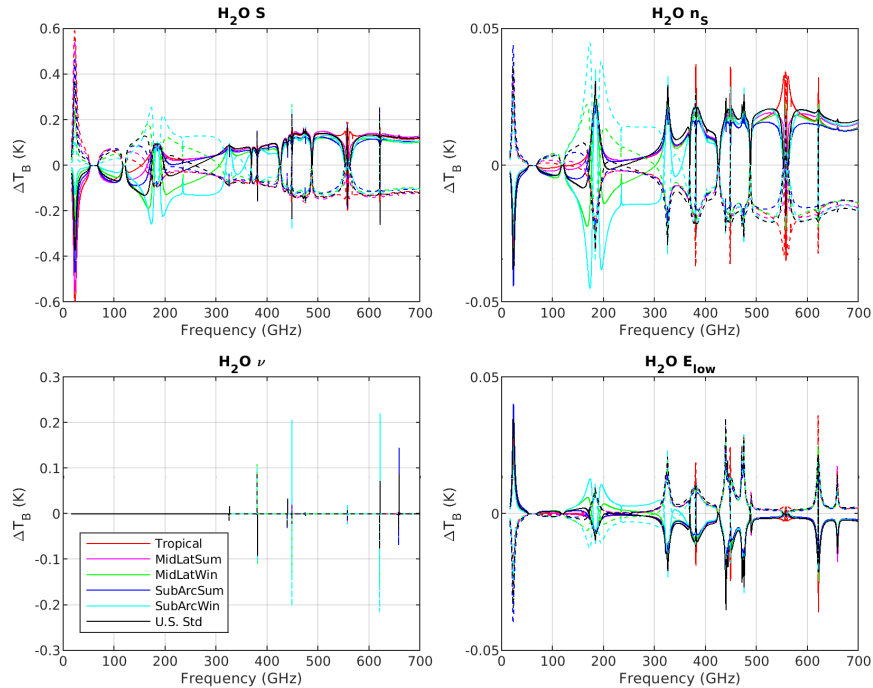 H2O S
0.6
0.4
0.2
0
-0.2
-0.4
-0.6
ΔTB (K)
0 100 200 300 400 500 600 700
Frequency (GHz)
H2O nS
0.05
0
-0.05
ΔTB (K)
0 100 200 300 400 500 600 700
Frequency (GHz)
H2O ν
0.3
0.2
0.1
0
-0.1
-0.2
-0.3
ΔTB (K)
Tropical
MidLatSum
MidLatWin
SubArcSum
SubArcWin
U.S. Std
0 100 200 300 400 500 600 700
Frequency (GHz)
H2O Elow
0.05
0
-0.05
ΔTB (K)
0 100 200 300 400 500 600 700
Frequency (GHz)